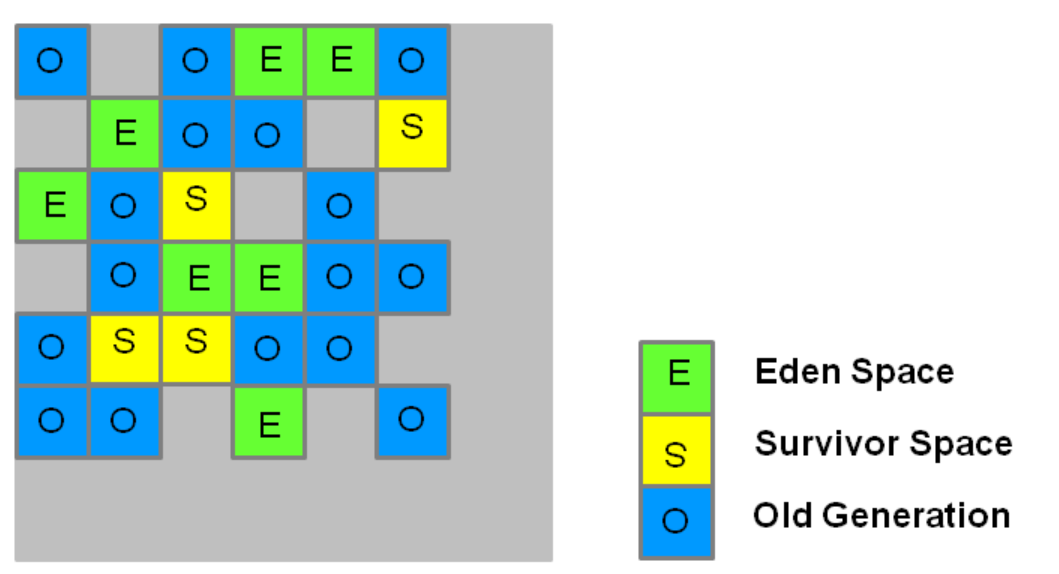 O O E E O
E O O S
E O S O
O E E O O
O S S O O
O O E O
E Eden Space
S Survivor Space
O Old Generation